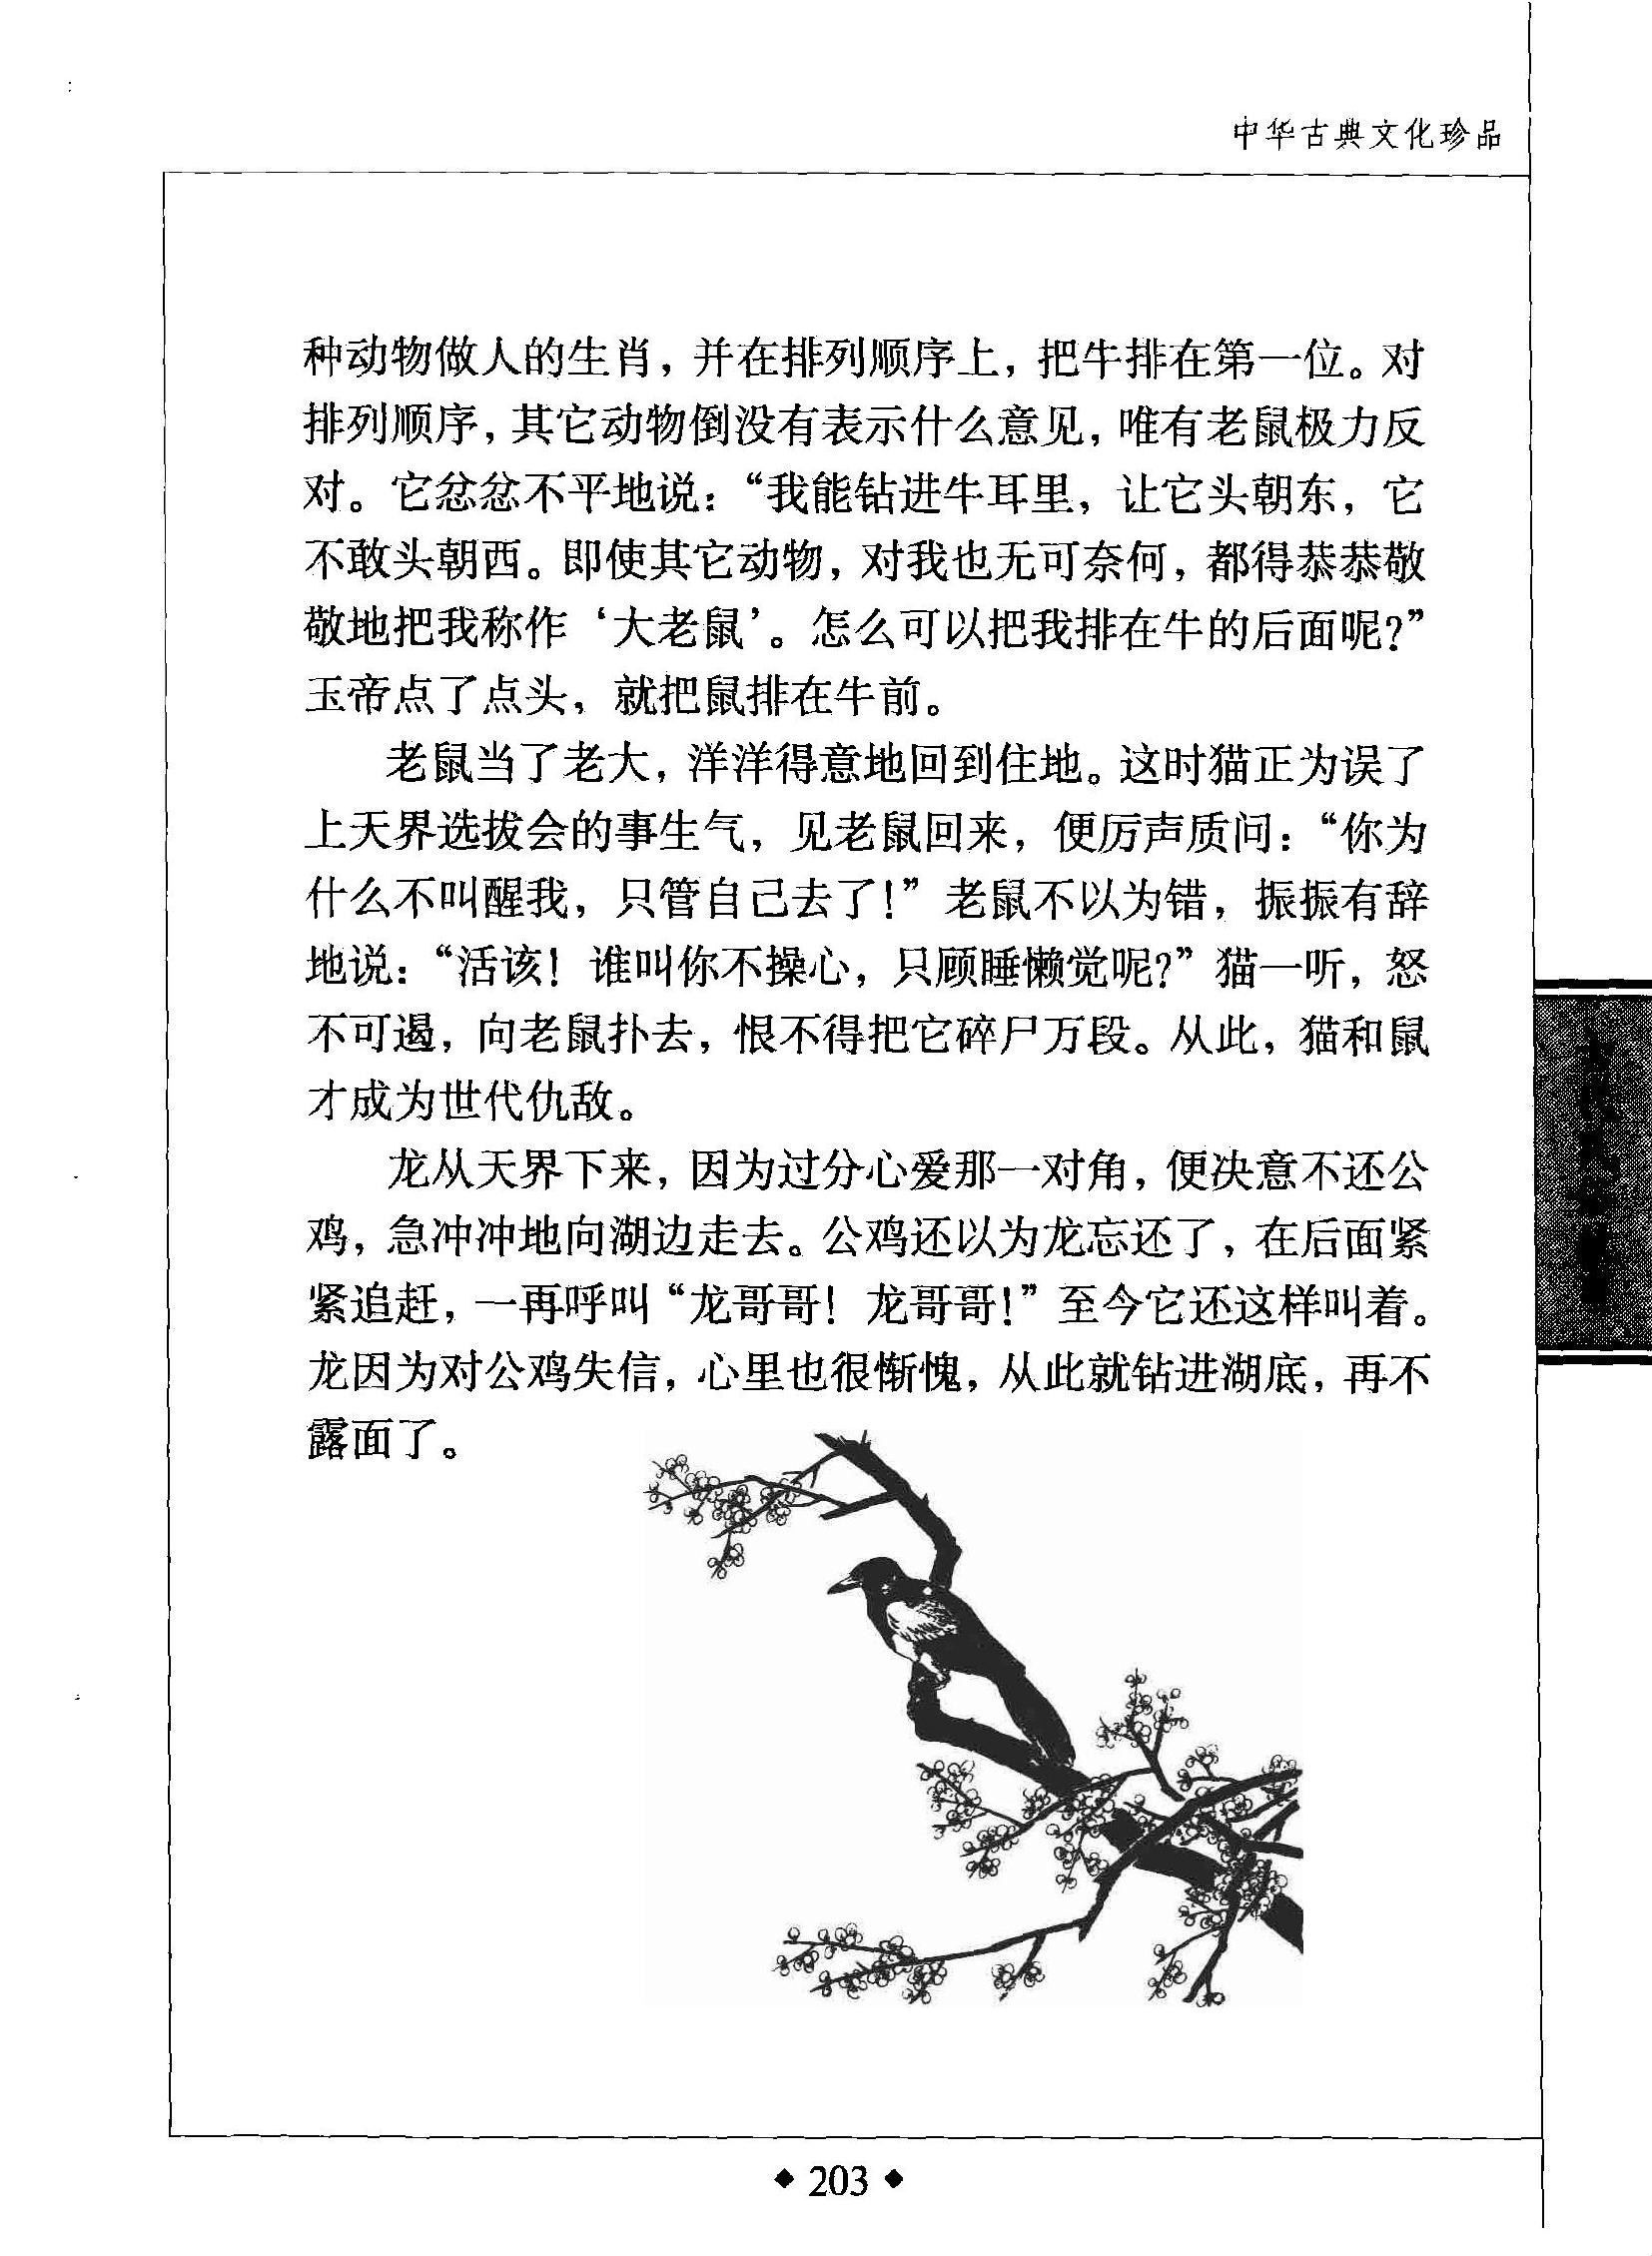 中华古典文化珍品
种动物做人的生肖，并在排列顺序上，把牛排在第一位。对
排列顺序，其它动物倒没有表示什么意见，唯有老鼠极力反
对。它忿忿不平地说：“我能钻进牛耳里，让它头朝东，它
不敢头朝西。即使其它动物，对我也无可奈何，都得恭恭敬
敬地把我称作‘大老鼠’。怎么可以把我排在牛的后面呢？”
玉帝点了点头，就把鼠排在牛前。
老鼠当了老大，洋洋得意地回到住地。这时猫正为误了
上天界选拔会的事生气，见老鼠回来，便厉声质问：“你为
什么不叫醒我，只管自己去了！”老鼠不以为错，振振有辞
地说：“活该！谁叫你不操心，只顾睡懒觉呢？”猫一听，怒
不可遏，向老鼠扑去，恨不得把它碎尸万段。从此，猫和鼠
才成为世代仇敌。
龙从天界下来，因为过分心爱那一对角，便决意不还公
鸡，急冲冲地向湖边走去。公鸡还以为龙忘还了，在后面紧
紧追赶，一再呼叫“龙哥哥！龙哥哥！”至今它还这样叫着。
龙因为对公鸡失信，心里也很惭愧，从此就钻进湖底，再不
露面了。
◆ 203 ◆